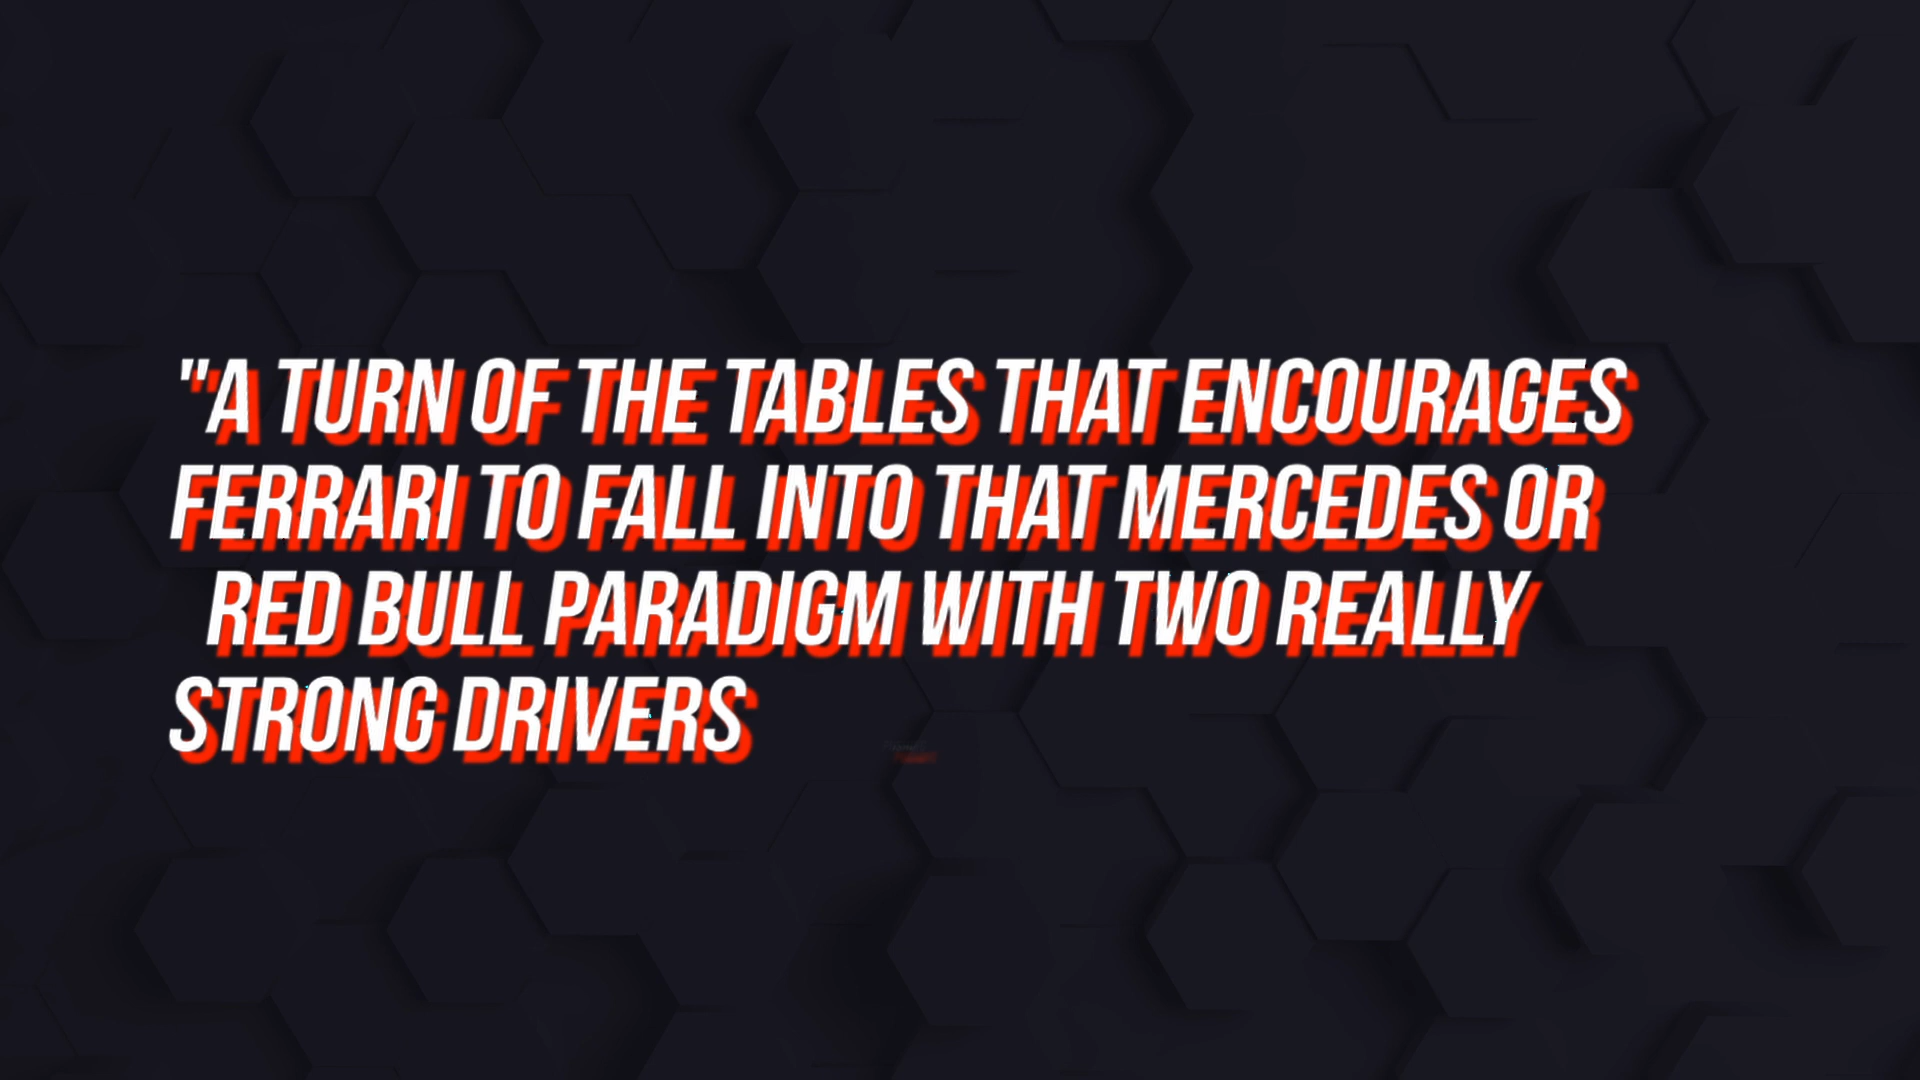 "A TURN OF THE TABLES THAT ENCOURAGES
FERRARI TO FALL INTO THAT MERCEDES OR
RED BULL PARADIGM WITH TWO REALLY
STRONG DRIVERS